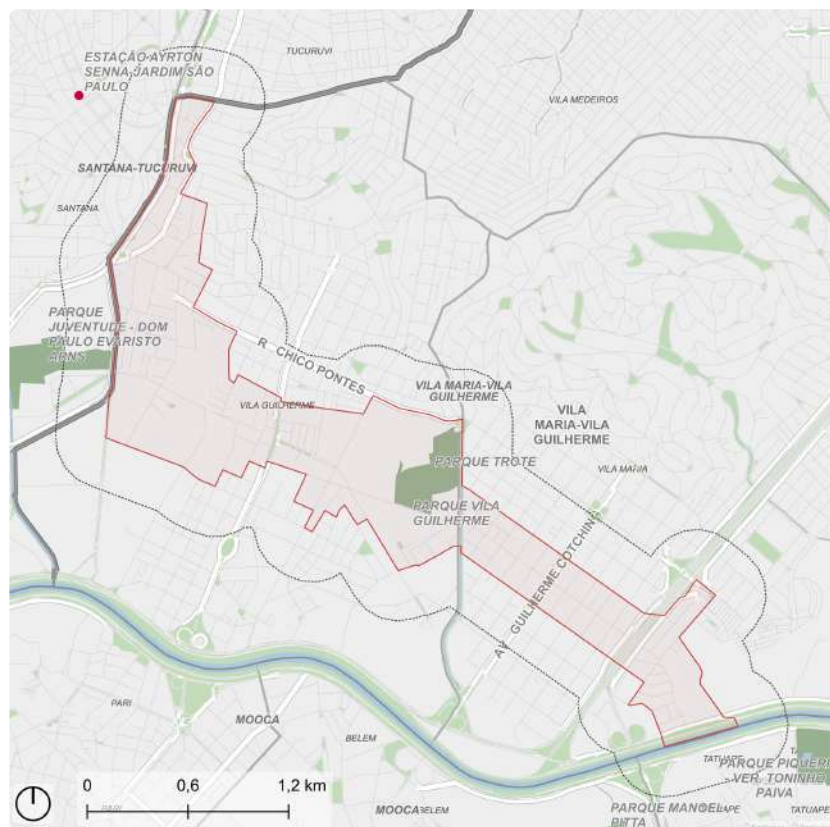 ESTAÇÃO AYRTON
SENNA-JARDIM SÃO
PAULO
TUCURUVI
VILA MEDEIROS
SANTANA-TUCURUVI
SANTANA
PARQUE
JUVENTUDE - DOM
PAULO EVARISTO
ARNS
R CHICO PONTES
VILA MARIA-VILA
GUILHERME
VILA GUILHERME
VILA
MARIA-VILA
GUILHERME
PARQUE TROTE
VILA MARIA
PARQUE VILA
GUILHERME
AV GUILHERME COTCHING
PARI
MOOCA
BELEM
TATUAPE
PARQUE PIQUERI
- VER. TONINHO
PAIVA
0 0,6 1,2 km
PARI
MOOCA
BELEM
PARQUE MANOEL
PITTA
TATUAPE